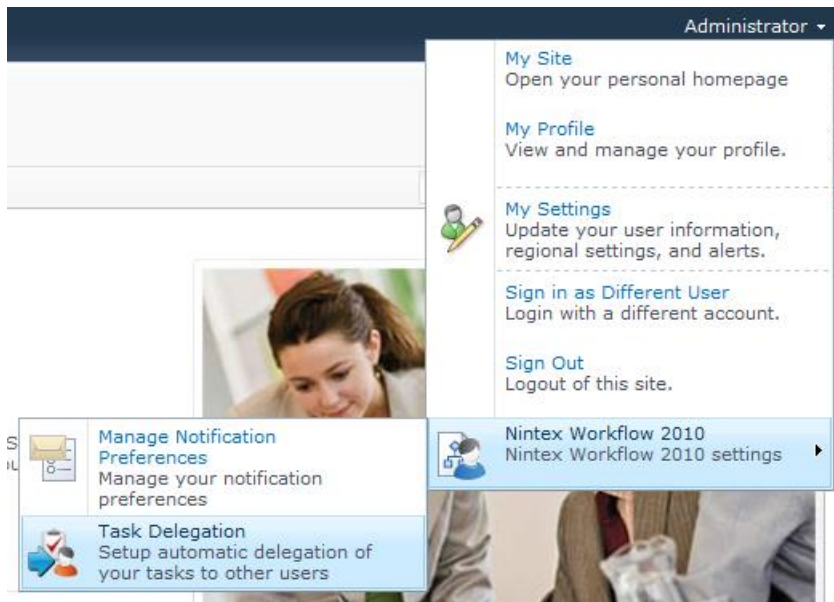 Administrator
My Site
Open your personal homepage
My Profile
View and manage your profile.
My Settings
Update your user information,
regional settings, and alerts.
Sign in as Different User
Login with a different account.
Sign Out
Logout of this site.
Nintex Workflow 2010
Nintex Workflow 2010 settings
Manage Notification
Preferences
Manage your notification
preferences
Task Delegation
Setup automatic delegation of
your tasks to other users